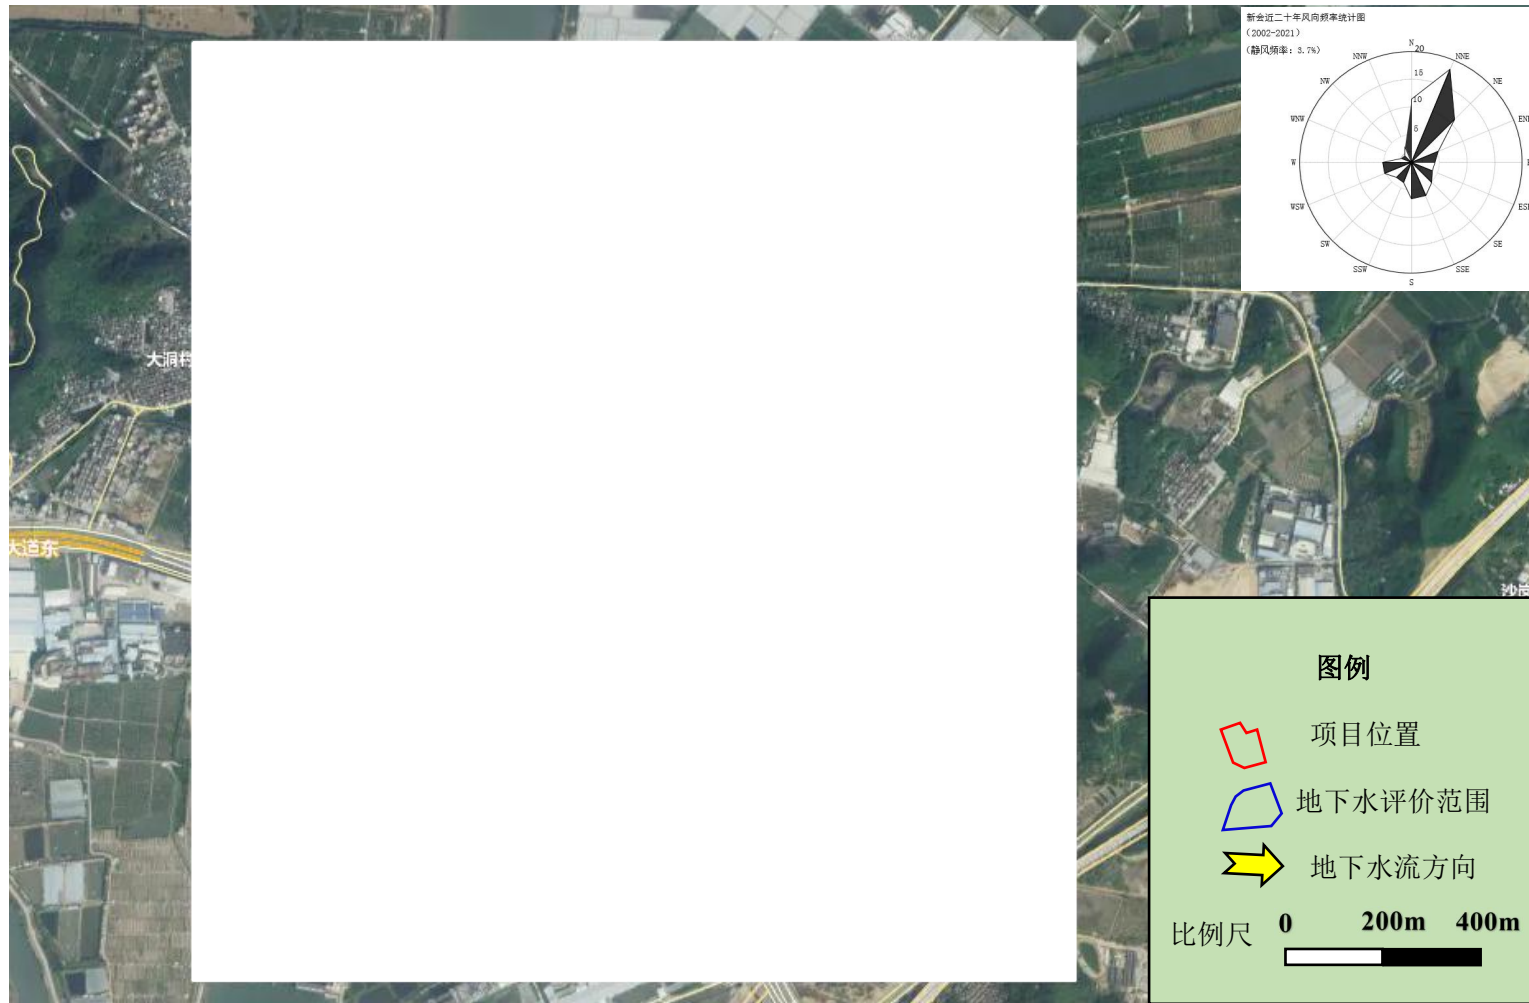 新会近二十年风向频率统计图
(2002-2021)
(静风频率: 3.7%)
N
20
NNW
NNE
15
NW
NE
10
WNW
5
W
WSW
SW
SE
SSW
SSE
S
大洞村
大道东
沙岗
图例
项目位置
地下水评价范围
地下水流方向
比例尺 0 200m 400m